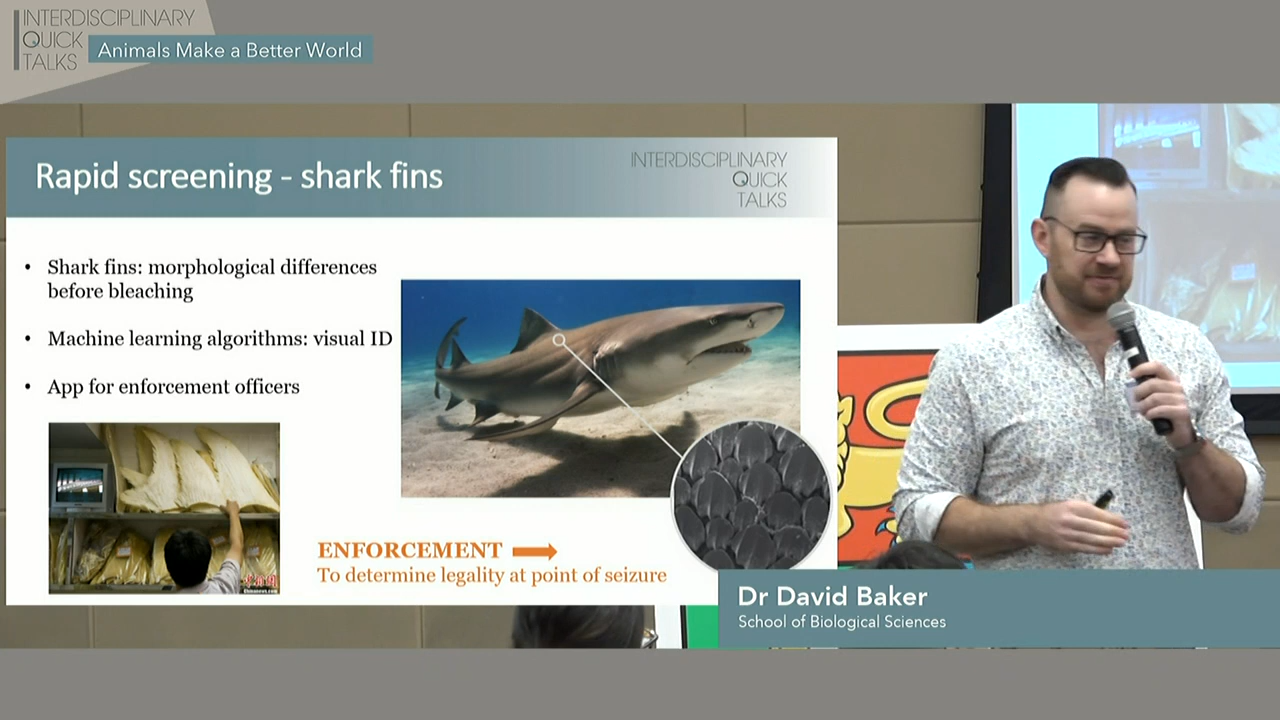 INTERDISCIPLINARY
QUICK
TALKS
Animals Make a Better World
Rapid screening - shark fins
INTERDISCIPLINARY
QUICK
TALKS
• Shark fins: morphological differences
before bleaching
• Machine learning algorithms: visual ID
• App for enforcement officers
ENFORCEMENT
To determine legality at point of seizure
Dr David Baker
School of Biological Sciences